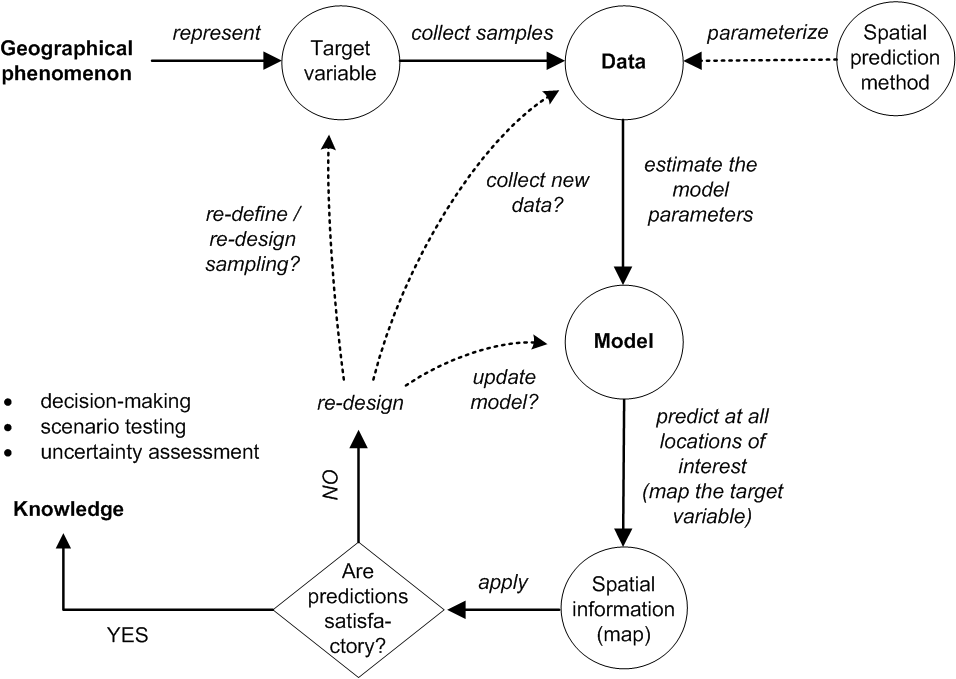 Geographical
phenomenon
represent
Target
variable
collect samples
Data
parameterize
Spatial
prediction
method
estimate the
model
parameters
collect new
data?
re-define /
re-design
sampling?
Model
update
model?
re-design
• decision-making
• scenario testing
• uncertainty assessment
predict at all
locations of
interest
(map the target
variable)
NO
Knowledge
Are
predictions
satisfa-
ctory?
apply
Spatial
information
(map)
YES